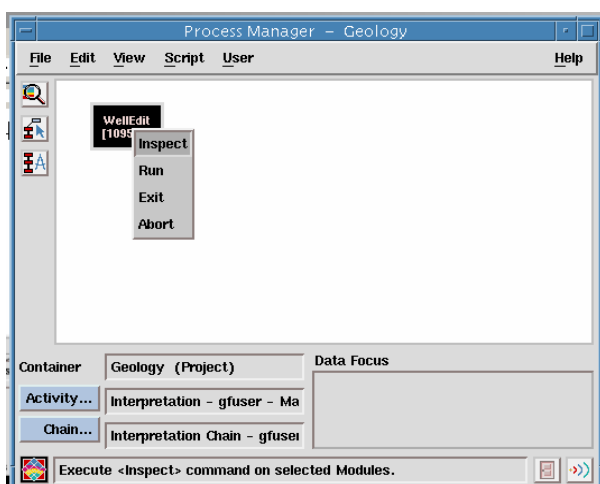 Process Manager – Geology
File Edit View Script User Help
WellEdit
[1095
Inspect
Run
Exit
Abort
Container Geology (Project) Data Focus
Activity... Interpretation - gfuser - Ma
Chain... Interpretation Chain - gfuser
Execute <Inspect> command on selected Modules.